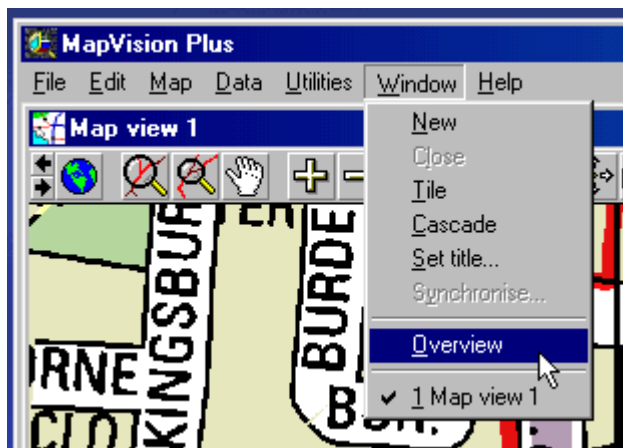 MapVision Plus
File Edit Map Data Utilities Window Help
Map view 1
New
Close
Tile
Cascade
Set title...
Synchronise...
Overview
1 Map view 1
KINGSBUR
BURDE
ORNE
CLO